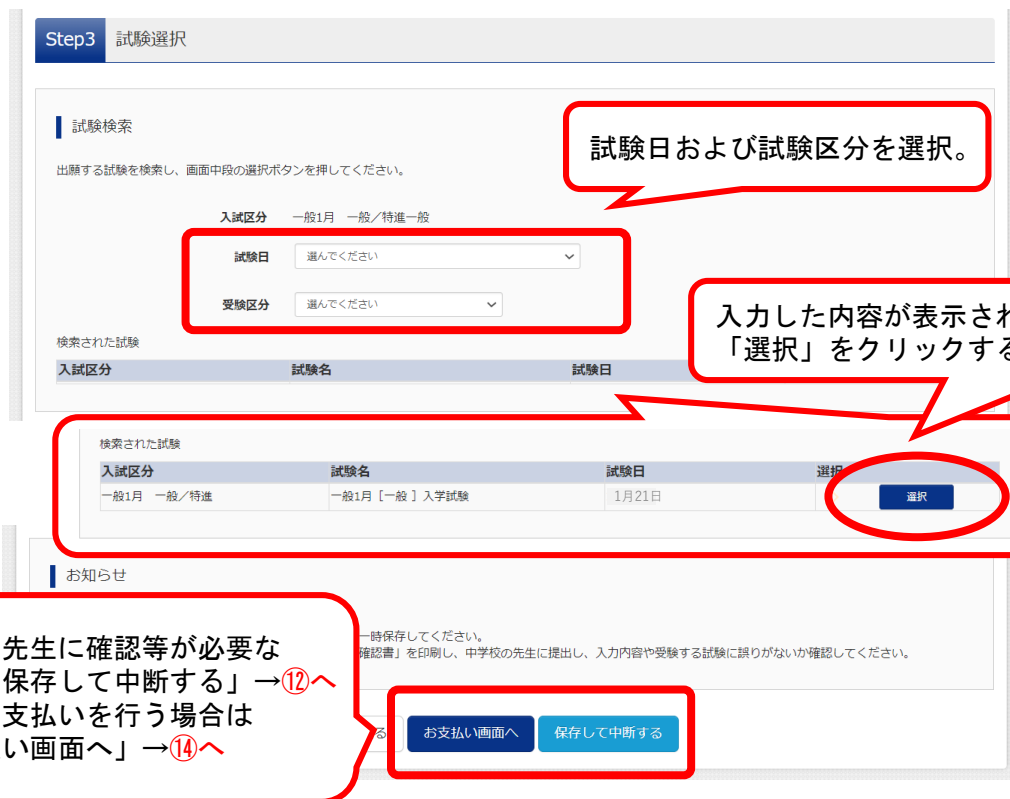 Step3 試験選択
試験検索
試験日および試験区分を選択。
出願する試験を検索し、画面中段の選択ボタンを押してください。
入試区分 一般1月 一般／特進一般
試験日 選んでください
受験区分 選んでください
入力した内容が表示され
「選択」をクリックする
検索された試験
入試区分 試験名 試験日
検索された試験
入試区分 試験名 試験日 選択
一般1月 一般／特進 一般1月［一般 ］入学試験 1月21日 選択
お知らせ
一時保存してください。
確認書」を印刷し、中学校の先生に提出し、入力内容や受験する試験に誤りがないか確認してください。
先生に確認等が必要な
保存して中断する」→⑫へ
支払いを行う場合は
い画面へ」→⑭へ
る お支払い画面へ 保存して中断する